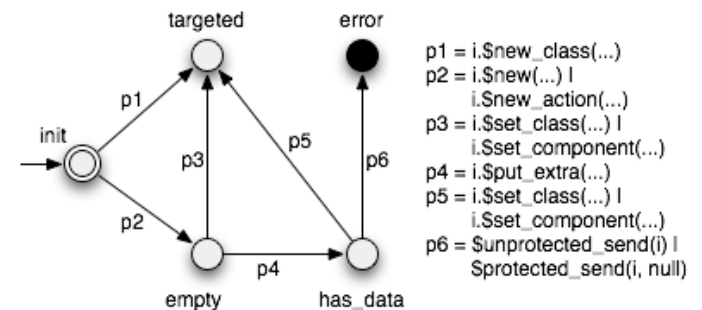 targeted
error
p1
init
p3
p5
p6
p2
p4
empty
has_data
p1 = i.$new_class(...)
p2 = i.$new(...) |
i.$new_action(...)
p3 = i.$set_class(...) |
i.$set_component(...)
p4 = i.$put_extra(...)
p5 = i.$set_class(...) |
i.$set_component(...)
p6 = $unprotected_send(i) |
$protected_send(i, null)